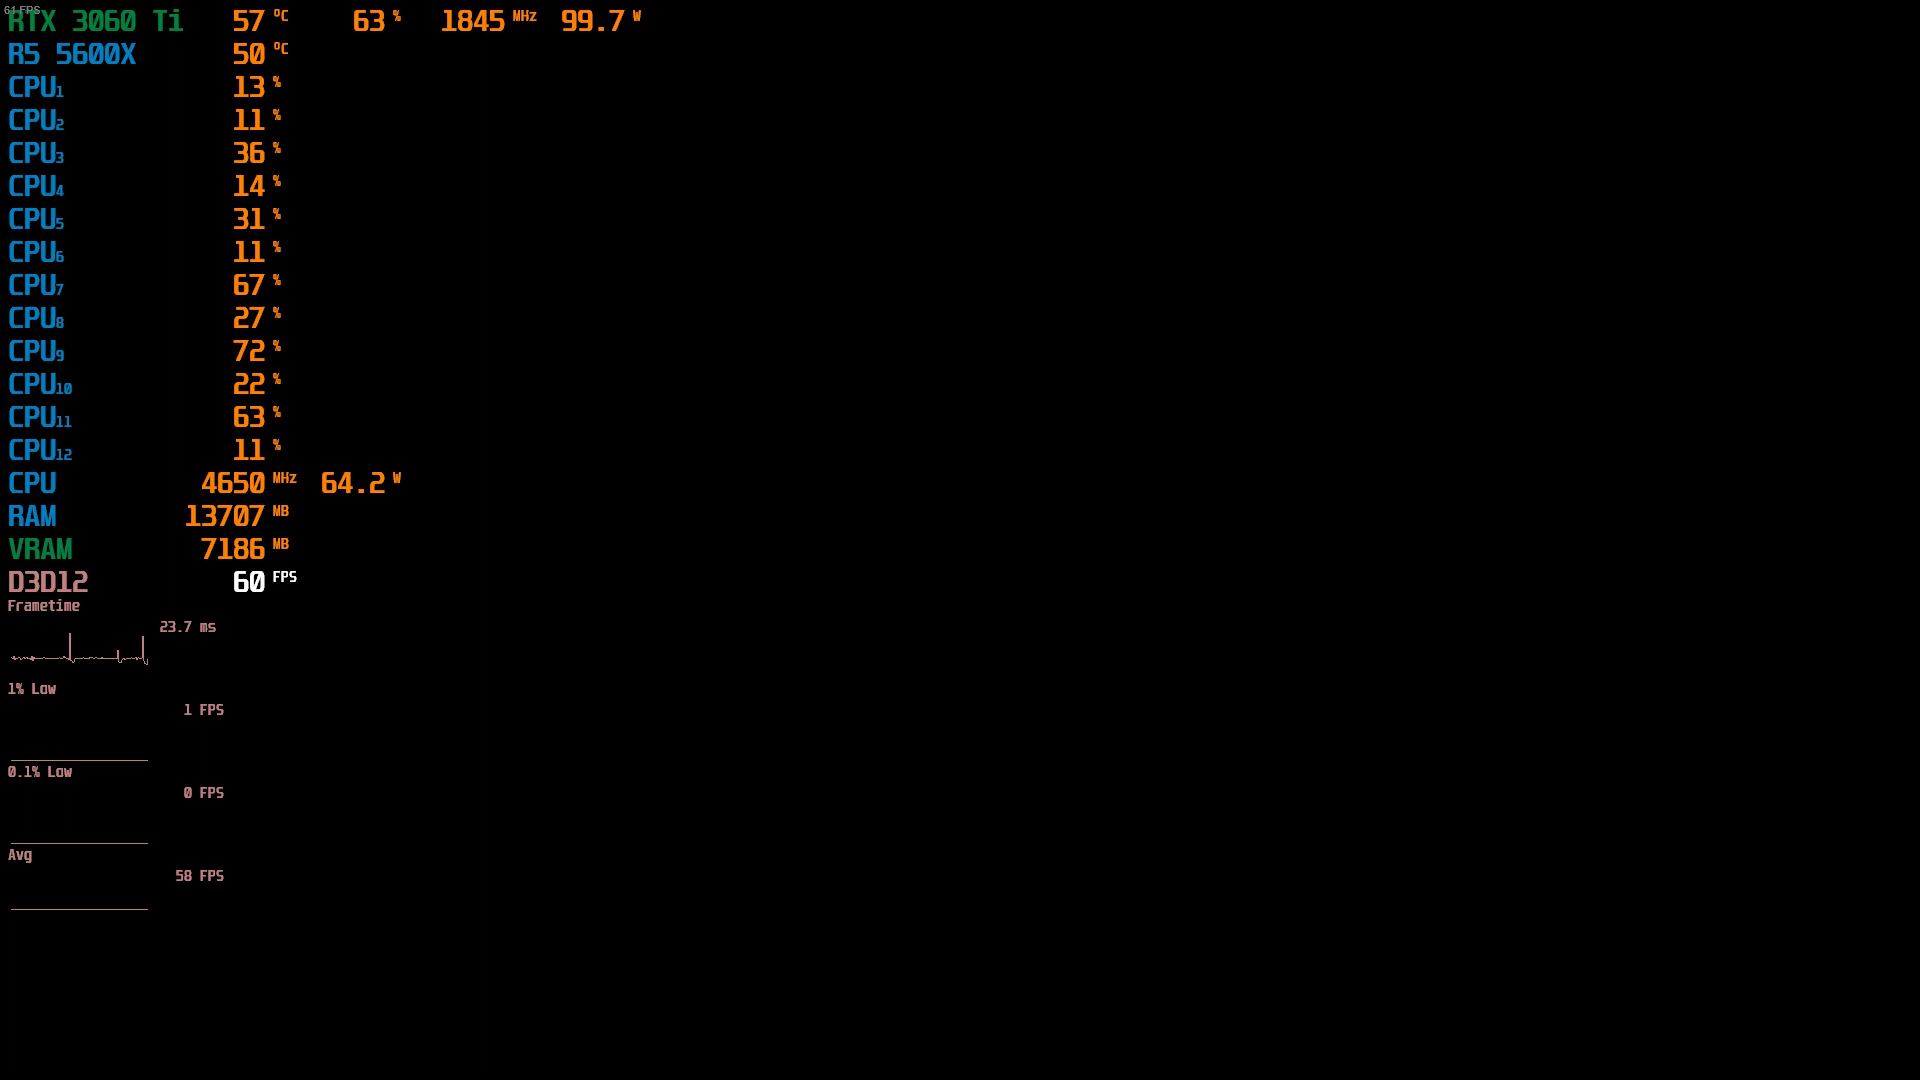 61 FPS
RTX 3060 Ti 57 °C 63 % 1845 MHz 99.7 W
R5 5600X 50 °C
CPU1 13 %
CPU2 11 %
CPU3 36 %
CPU4 14 %
CPU5 31 %
CPU6 11 %
CPU7 67 %
CPU8 27 %
CPU9 72 %
CPU10 22 %
CPU11 63 %
CPU12 11 %
CPU 4650 MHz 64.2 W
RAM 13707 MB
VRAM 7186 MB
D3D12 60 FPS
Frametime
23.7 ms
1% Low
1 FPS
0.1% Low
0 FPS
Avg
58 FPS